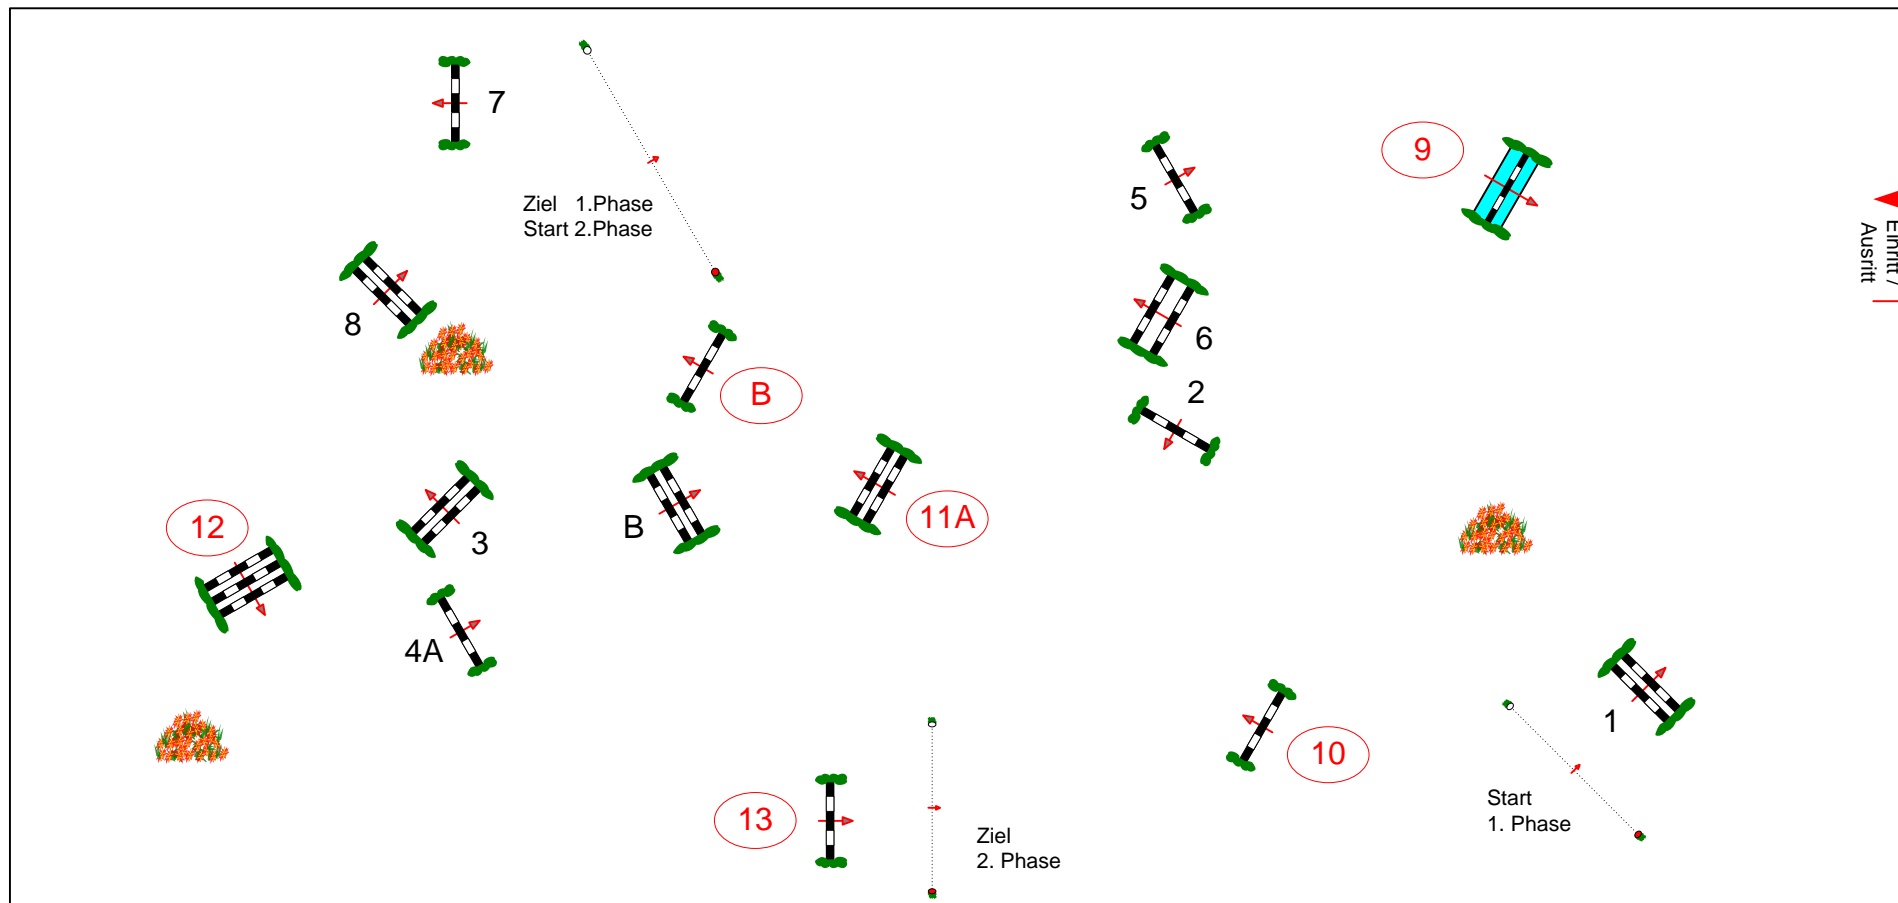 7
Ziel 1.Phase
Start 2.Phase
5
9
Einritt /
Ausritt
8
6
2
B
12
3
B
11A
4A
1
10
13
Start
1. Phase
Ziel
2. Phase